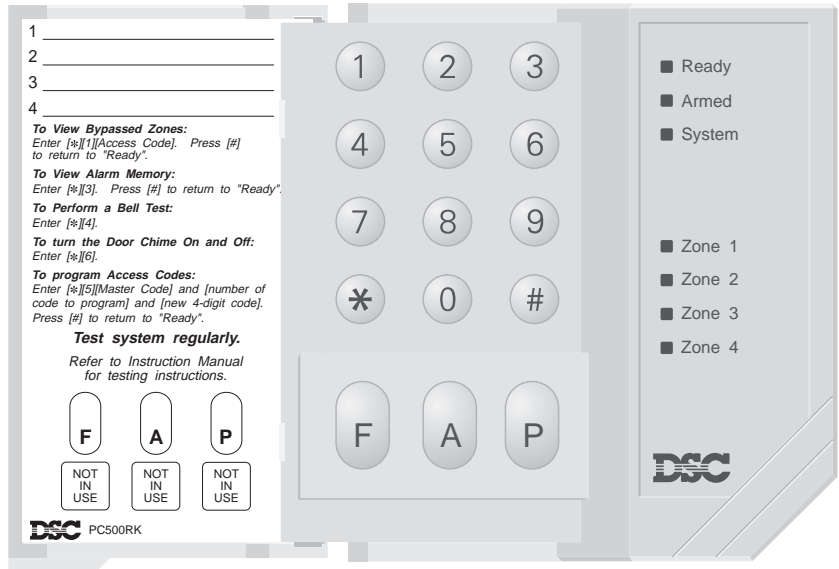 1
2
3
4
To View Bypassed Zones:
Enter [*][1][Access Code]. Press [#]
to return to "Ready".
To View Alarm Memory:
Enter [*][3]. Press [#] to return to "Ready".
To Perform a Bell Test:
Enter [*][4].
To turn the Door Chime On and Off:
Enter [*][6].
To program Access Codes:
Enter [*][5][Master Code] and [number of
code to program] and [new 4-digit code].
Press [#] to return to "Ready".
Test system regularly.
Refer to Instruction Manual
for testing instructions.
F A P
NOT
IN
USE
NOT
IN
USE
NOT
IN
USE
DSC PC500RK
1 2 3
4 5 6
7 8 9
* 0 #
F A P
Ready
Armed
System
Zone 1
Zone 2
Zone 3
Zone 4
DSC